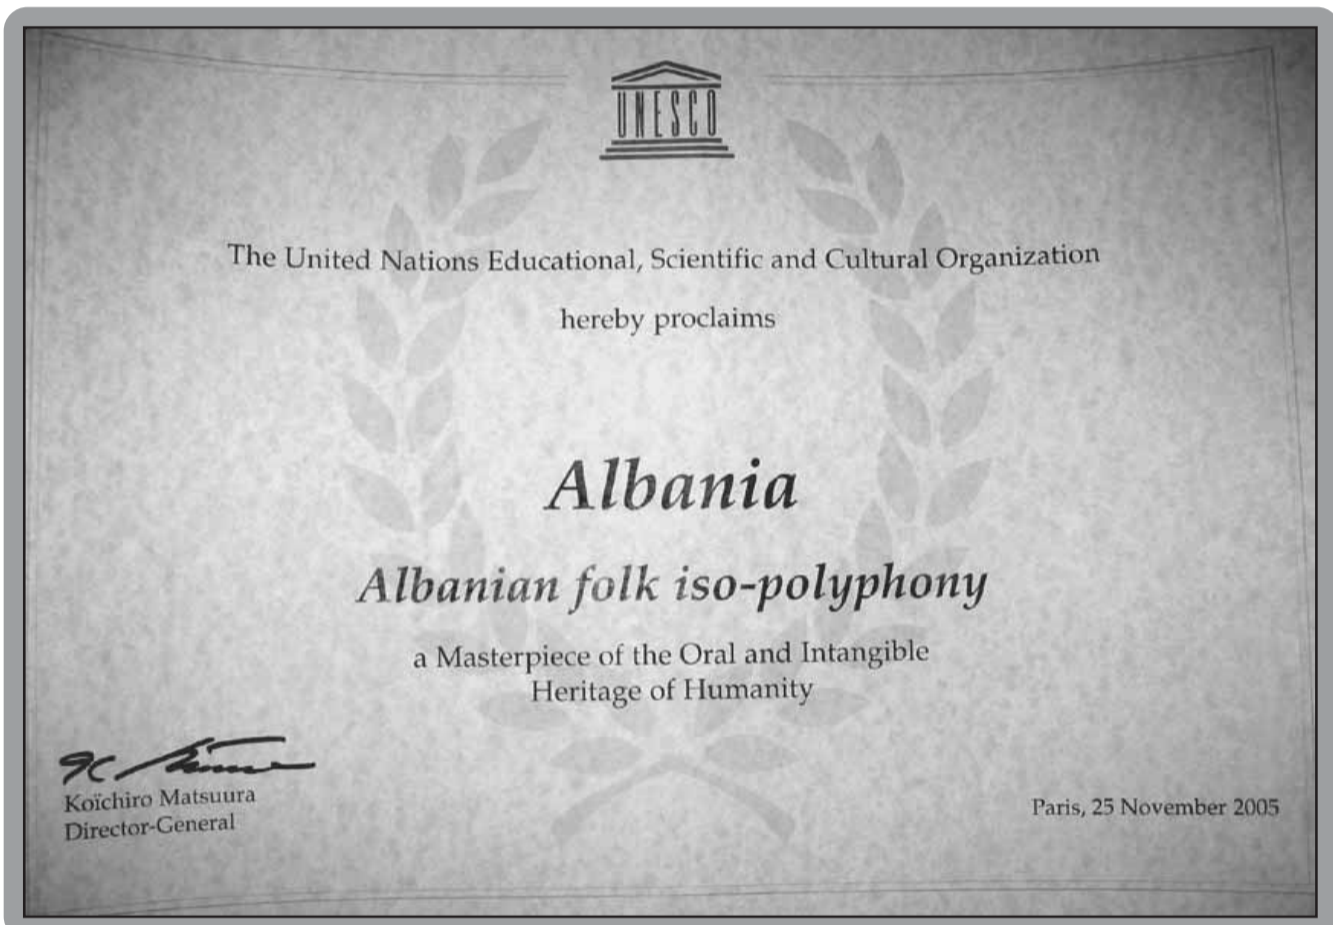 UNESCO
The United Nations Educational, Scientific and Cultural Organization
hereby proclaims
Albania
Albanian folk iso-polyphony
a Masterpiece of the Oral and Intangible
Heritage of Humanity
Koïchiro Matsuura
Director-General
Paris, 25 November 2005